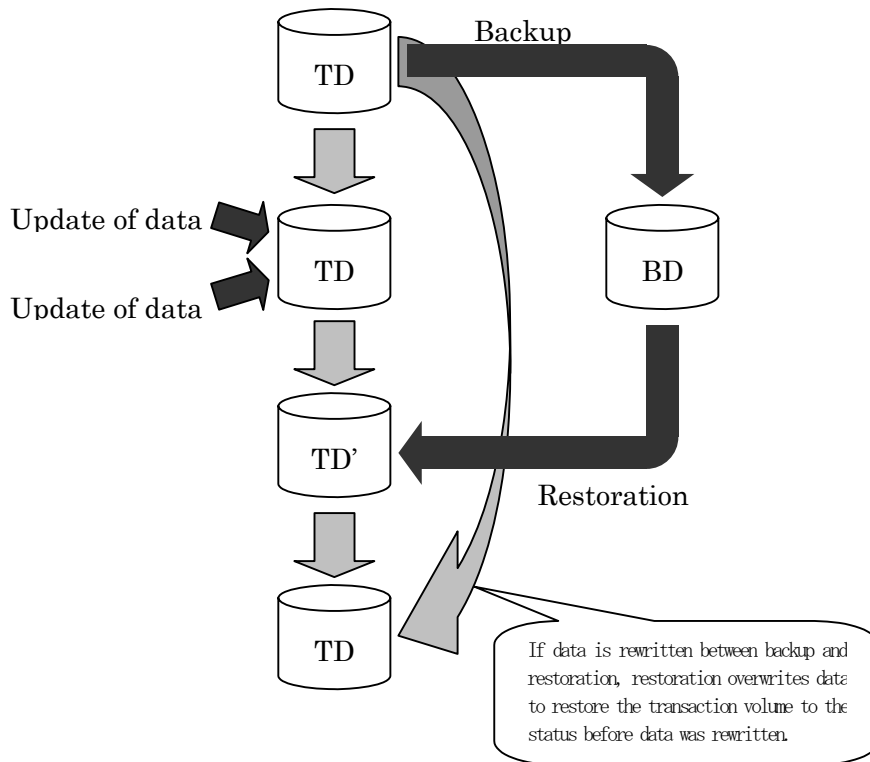 Backup
TD
Update of data
TD
BD
Update of data
TD’
Restoration
TD
If data is rewritten between backup and
restoration, restoration overwrites data
to restore the transaction volume to the
status before data was rewritten.